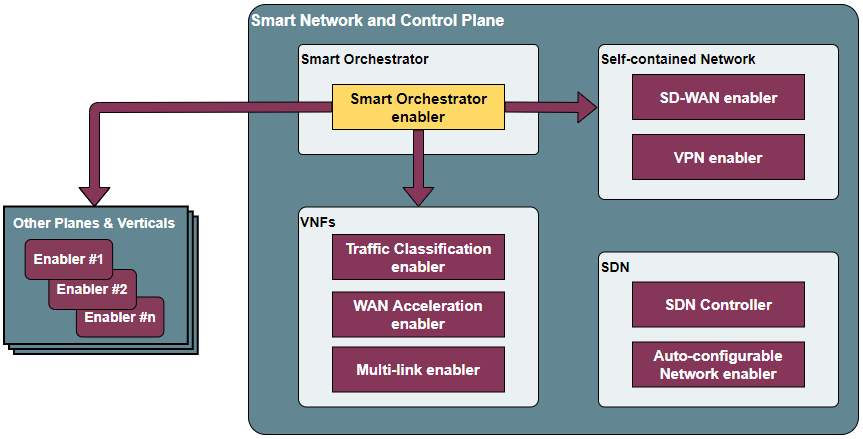 Smart Network and Control Plane
Smart Orchestrator
Smart Orchestrator
enabler
Self-contained Network
SD-WAN enabler
VPN enabler
Other Planes & Verticals
Enabler #1
Enabler #2
Enabler #n
VNFs
Traffic Classification
enabler
WAN Acceleration
enabler
Multi-link enabler
SDN
SDN Controller
Auto-configurable
Network enabler